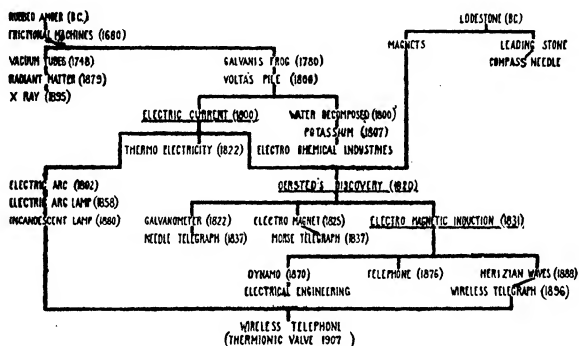 RUBBED AMBER (B.C.)
FRICTIONAL MACHINES (1680)
LODESTONE (BC)
MAGNETS
LEADING STONE
COMPASS NEEDLE
VACUUM TUBES (1748)
RADIANT MATTER (1879)
X RAY (1895)
GALVANIS FROG (1780)
VOLTA'S PILE (1800)
ELECTRIC CURRENT (1800)
WATER DECOMPOSED (1800)
POTASSIUM (1807)
ELECTRO CHEMICAL INDUSTRIES
THERMO ELECTRICITY (1822)
ELECTRIC ARC (1802)
ELECTRIC ARC LAMP (1858)
INCANDESCENT LAMP (1880)
OERSTED'S DISCOVERY (1820)
GALVANOMETER (1822)
NEEDLE TELEGRAPH (1837)
ELECTRO MAGNET (1825)
MORSE TELEGRAPH (1837)
ELECTRO MAGNETIC INDUCTION (1831)
DYNAMO (1870)
ELECTRICAL ENGINEERING
TELEPHONE (1876)
HERTZIAN WAVES (1888)
WIRELESS TELEGRAPH (1896)
WIRELESS TELEPHONE
(THERMIONIC VALVE 1907)